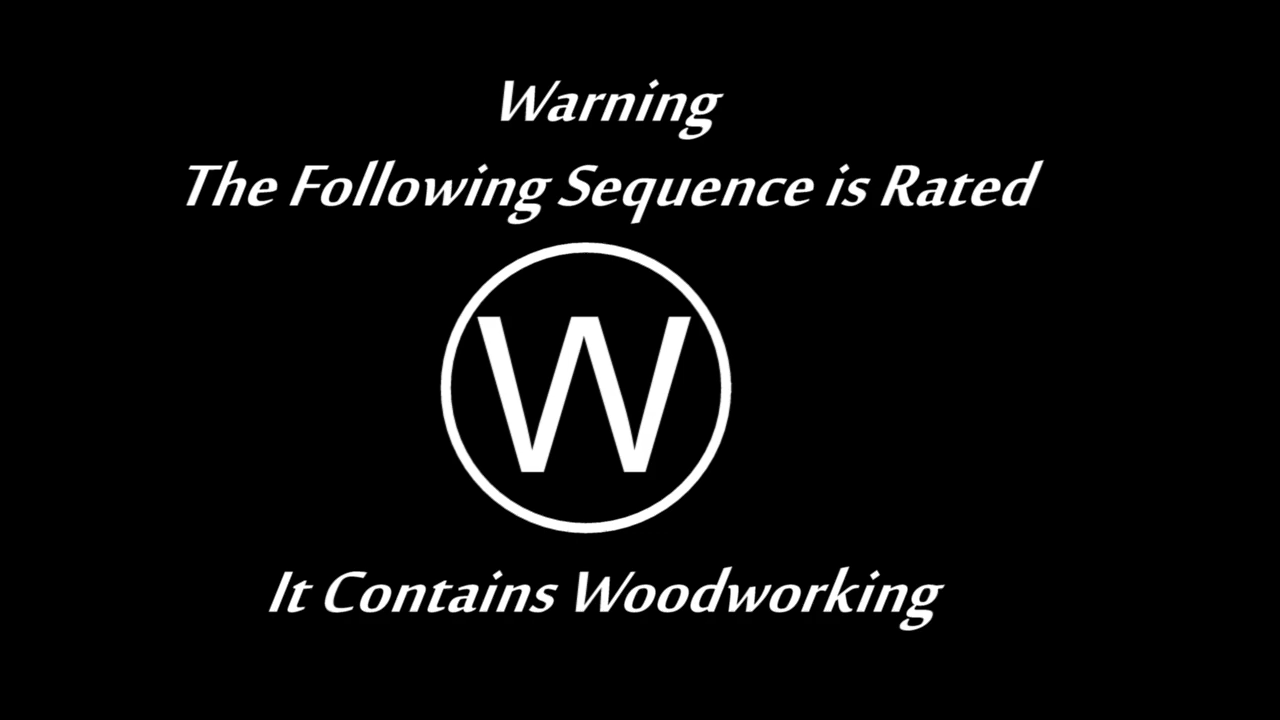 Warning
The Following Sequence is Rated
W
It Contains Woodworking